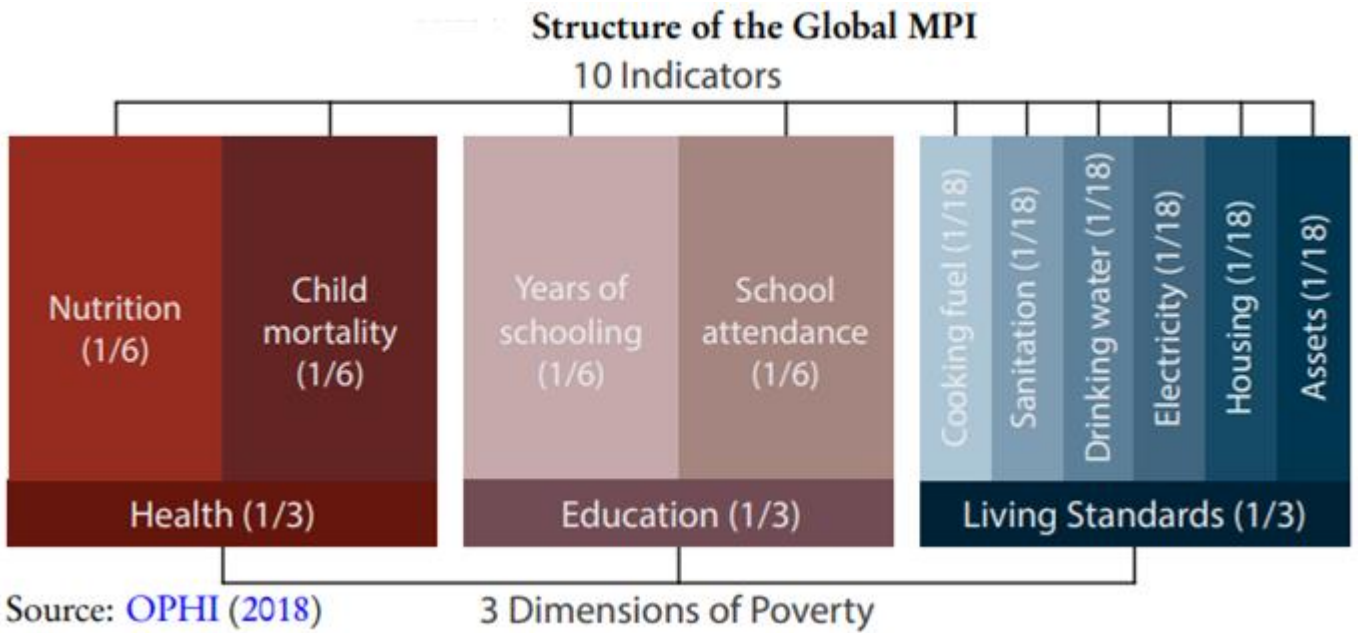 Structure of the Global MPI
10 Indicators
Nutrition
(1/6)
Child
mortality
(1/6)
Years of
schooling
(1/6)
School
attendance
(1/6)
Cooking fuel (1/18)
Sanitation (1/18)
Drinking water (1/18)
Electricity (1/18)
Housing (1/18)
Assets (1/18)
Health (1/3)
Education (1/3)
Living Standards (1/3)
3 Dimensions of Poverty
Source: OPHI (2018)